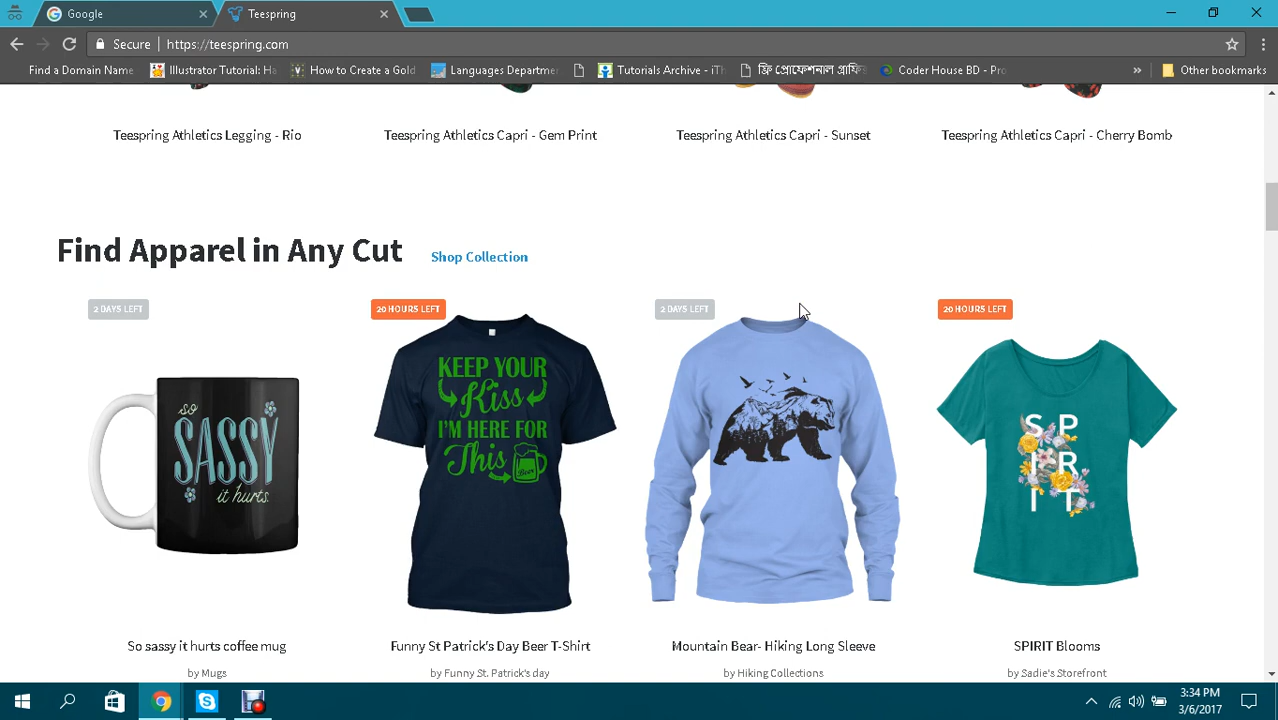 Google
Teespring
Secure https://teespring.com
Find a Domain Name Illustrator Tutorial: Ha How to Create a Gold Languages Departmen Tutorials Archive - iTh ফ্রি প্রোফেশনাল গ্রাফি Coder House BD - Pro » Other bookmarks
Teespring Athletics Legging - Rio
Teespring Athletics Capri - Gem Print
Teespring Athletics Capri - Sunset
Teespring Athletics Capri - Cherry Bomb
Find Apparel in Any Cut Shop Collection
2 DAYS LEFT
20 HOURS LEFT
2 DAYS LEFT
20 HOURS LEFT
so
SASSY
it hurts.
KEEP YOUR
Kiss
I'M HERE FOR
This
Beer
S P
I R
I T
So sassy it hurts coffee mug
by Mugs
Funny St Patrick's Day Beer T-Shirt
by Funny St. Patrick's day
Mountain Bear- Hiking Long Sleeve
by Hiking Collections
SPIRIT Blooms
by Sadie's Storefront
3:34 PM
3/6/2017